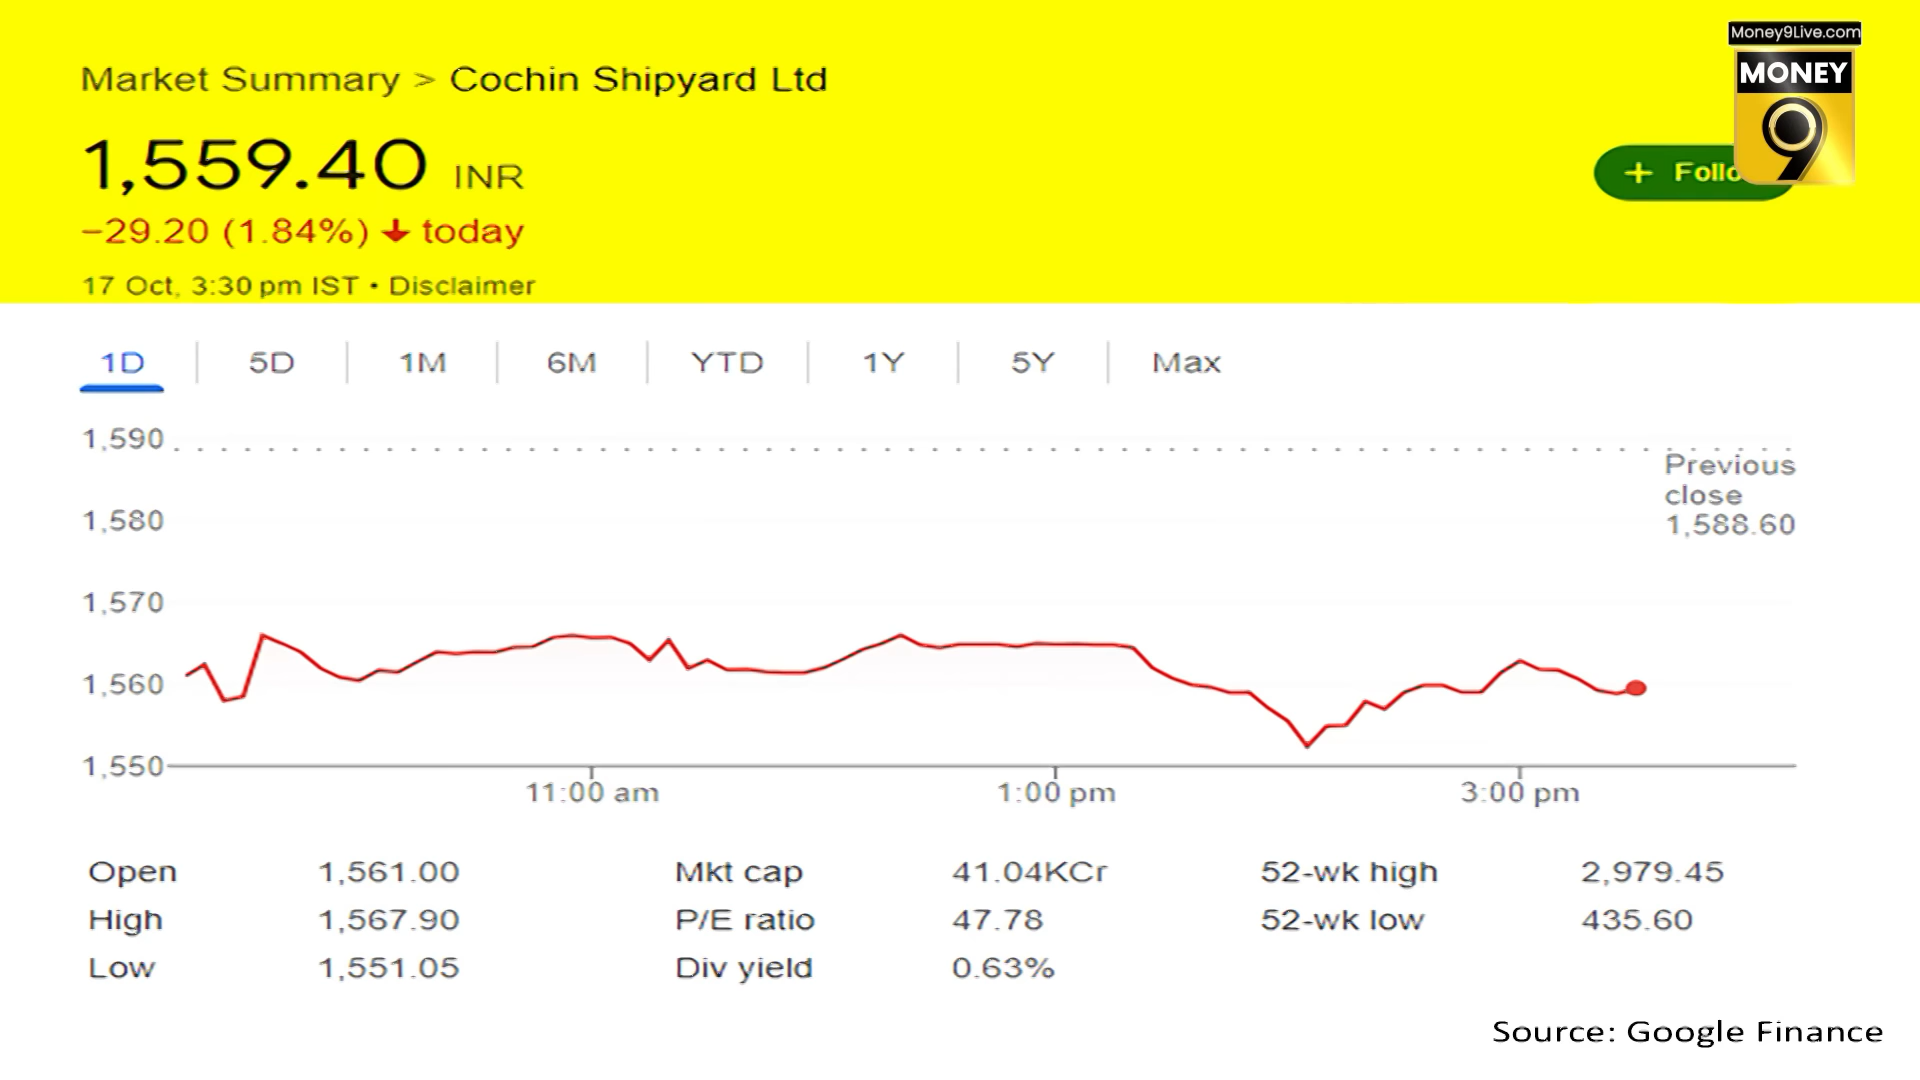 Money9Live.com
MONEY
9
Market Summary > Cochin Shipyard Ltd
1,559.40 INR
+
−29.20 (1.84%) ↓ today
17 Oct, 3:30 pm IST • Disclaimer
1D 5D 1M 6M YTD 1Y 5Y Max
1,590
Previous
close
1,588.60
1,580
1,570
1,560
1,550
11:00 am 1:00 pm 3:00 pm
Open 1,561.00 Mkt cap 41.04KCr 52-wk high 2,979.45
High 1,567.90 P/E ratio 47.78 52-wk low 435.60
Low 1,551.05 Div yield 0.63%
Source: Google Finance